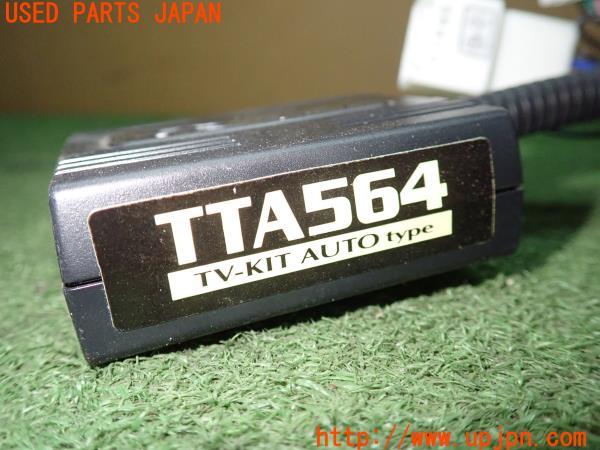 USED PARTS JAPAN
TTA564
TV-KIT AUTO type
http://www.upjpn.com